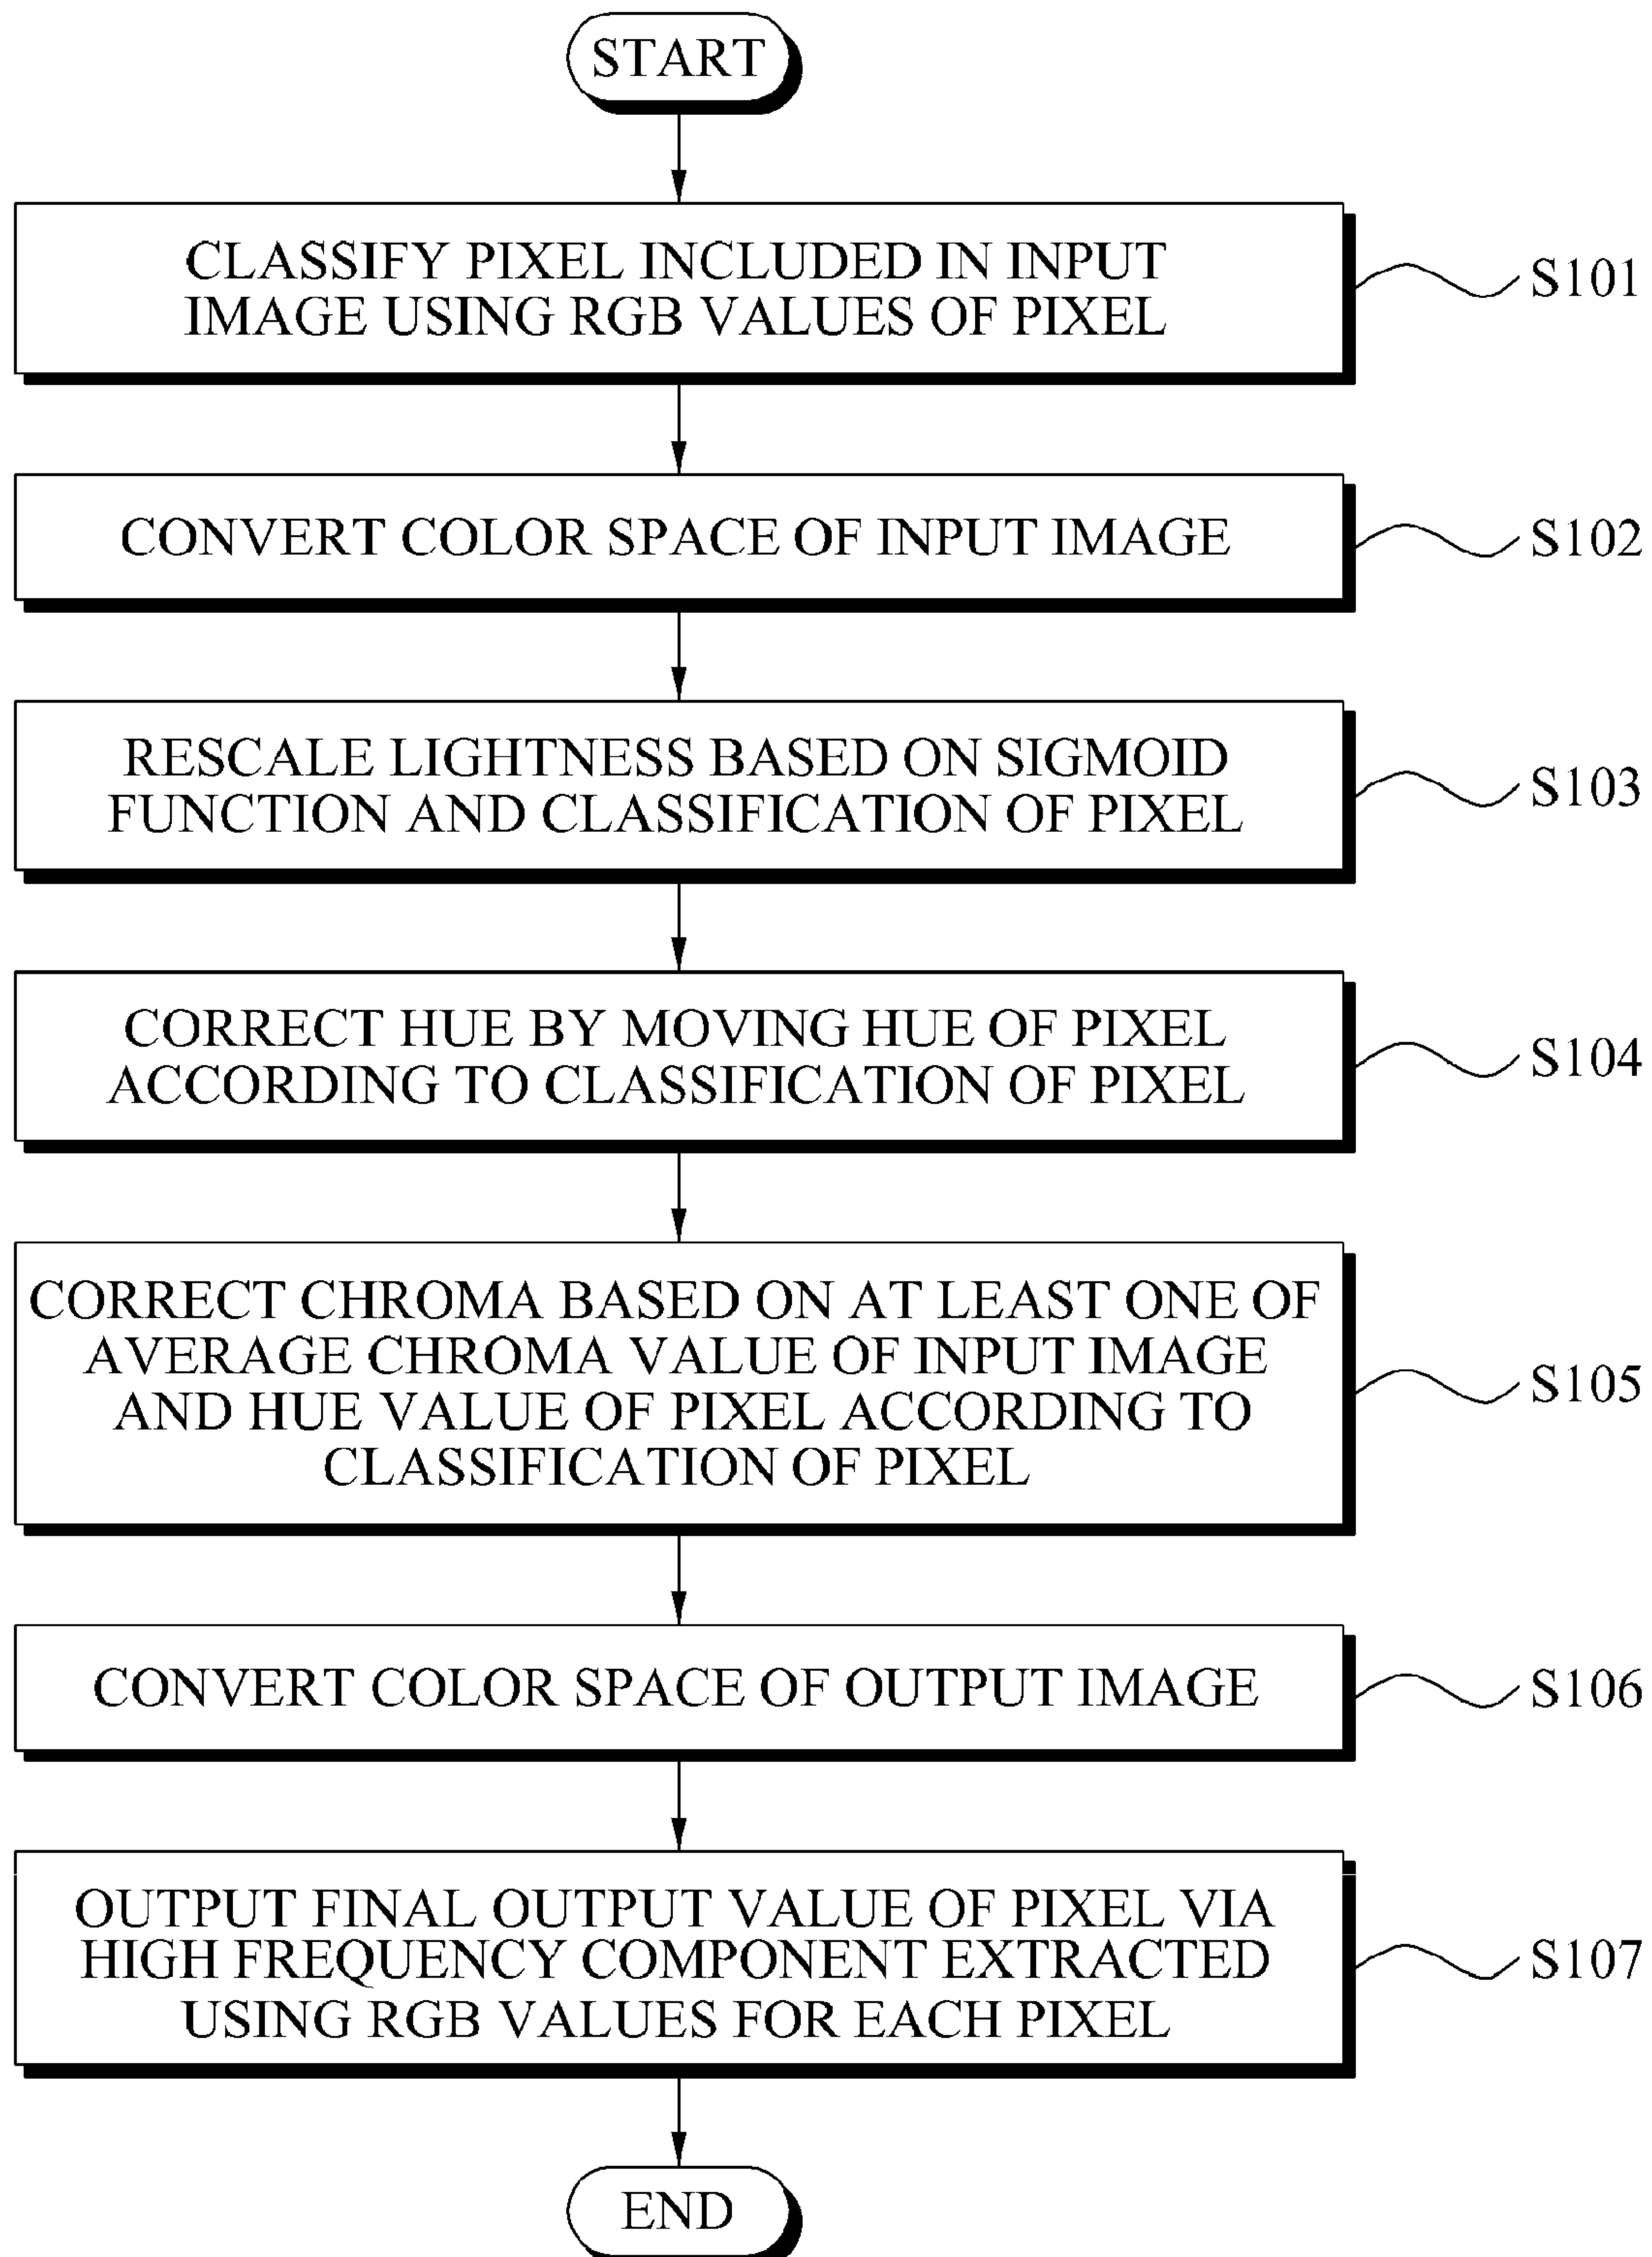 START
CLASSIFY PIXEL INCLUDED IN INPUT
IMAGE USING RGB VALUES OF PIXEL
S101
CONVERT COLOR SPACE OF INPUT IMAGE
S102
RESCALE LIGHTNESS BASED ON SIGMOID
FUNCTION AND CLASSIFICATION OF PIXEL
S103
CORRECT HUE BY MOVING HUE OF PIXEL
ACCORDING TO CLASSIFICATION OF PIXEL
S104
CORRECT CHROMA BASED ON AT LEAST ONE OF
AVERAGE CHROMA VALUE OF INPUT IMAGE
AND HUE VALUE OF PIXEL ACCORDING TO
CLASSIFICATION OF PIXEL
S105
CONVERT COLOR SPACE OF OUTPUT IMAGE
S106
OUTPUT FINAL OUTPUT VALUE OF PIXEL VIA
HIGH FREQUENCY COMPONENT EXTRACTED
USING RGB VALUES FOR EACH PIXEL
S107
END